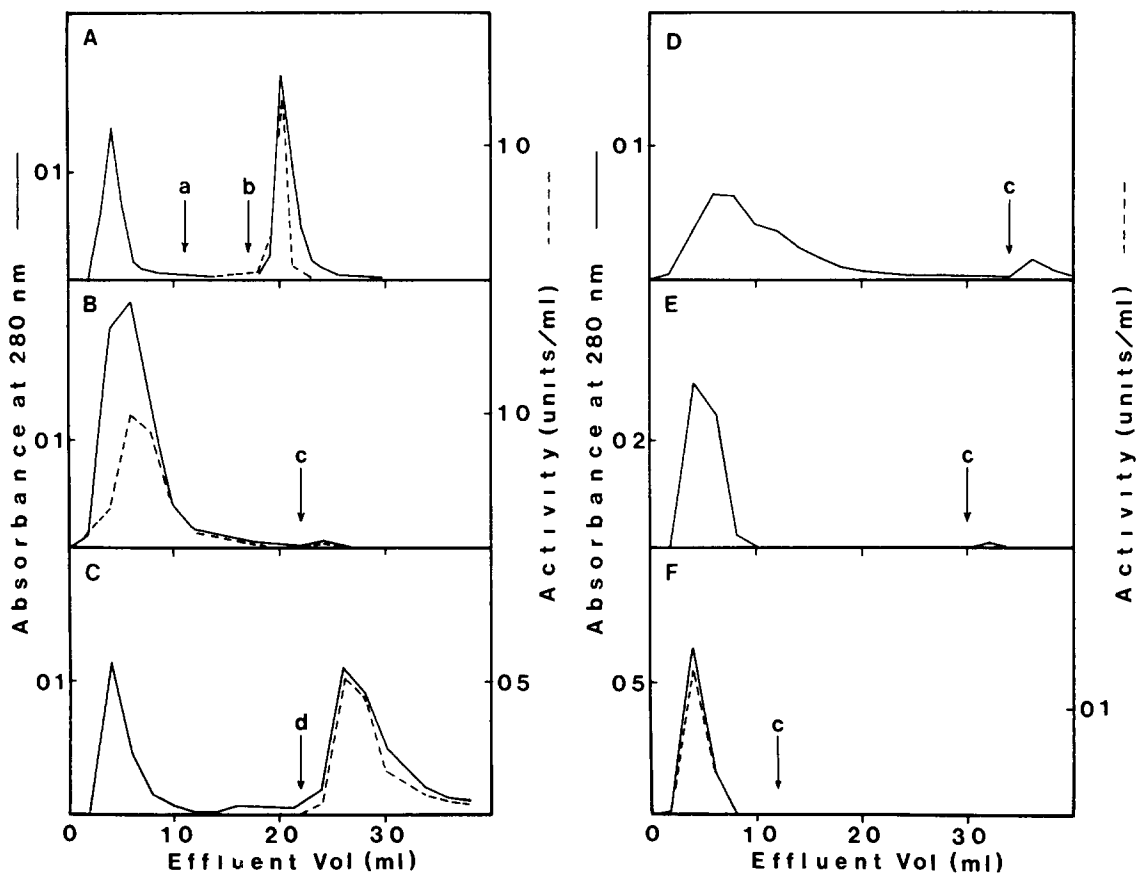 A
a
b
01
10
B
c
01
10
C
d
01
05
0
10
20
30
Effluent Vol (ml)
Absorbance at 280 nm
Activity (units/ml)
D
c
01
E
c
02
F
c
05
01
0
10
20
30
Effluent Vol (ml)
Absorbance at 280 nm
Activity (units/ml)